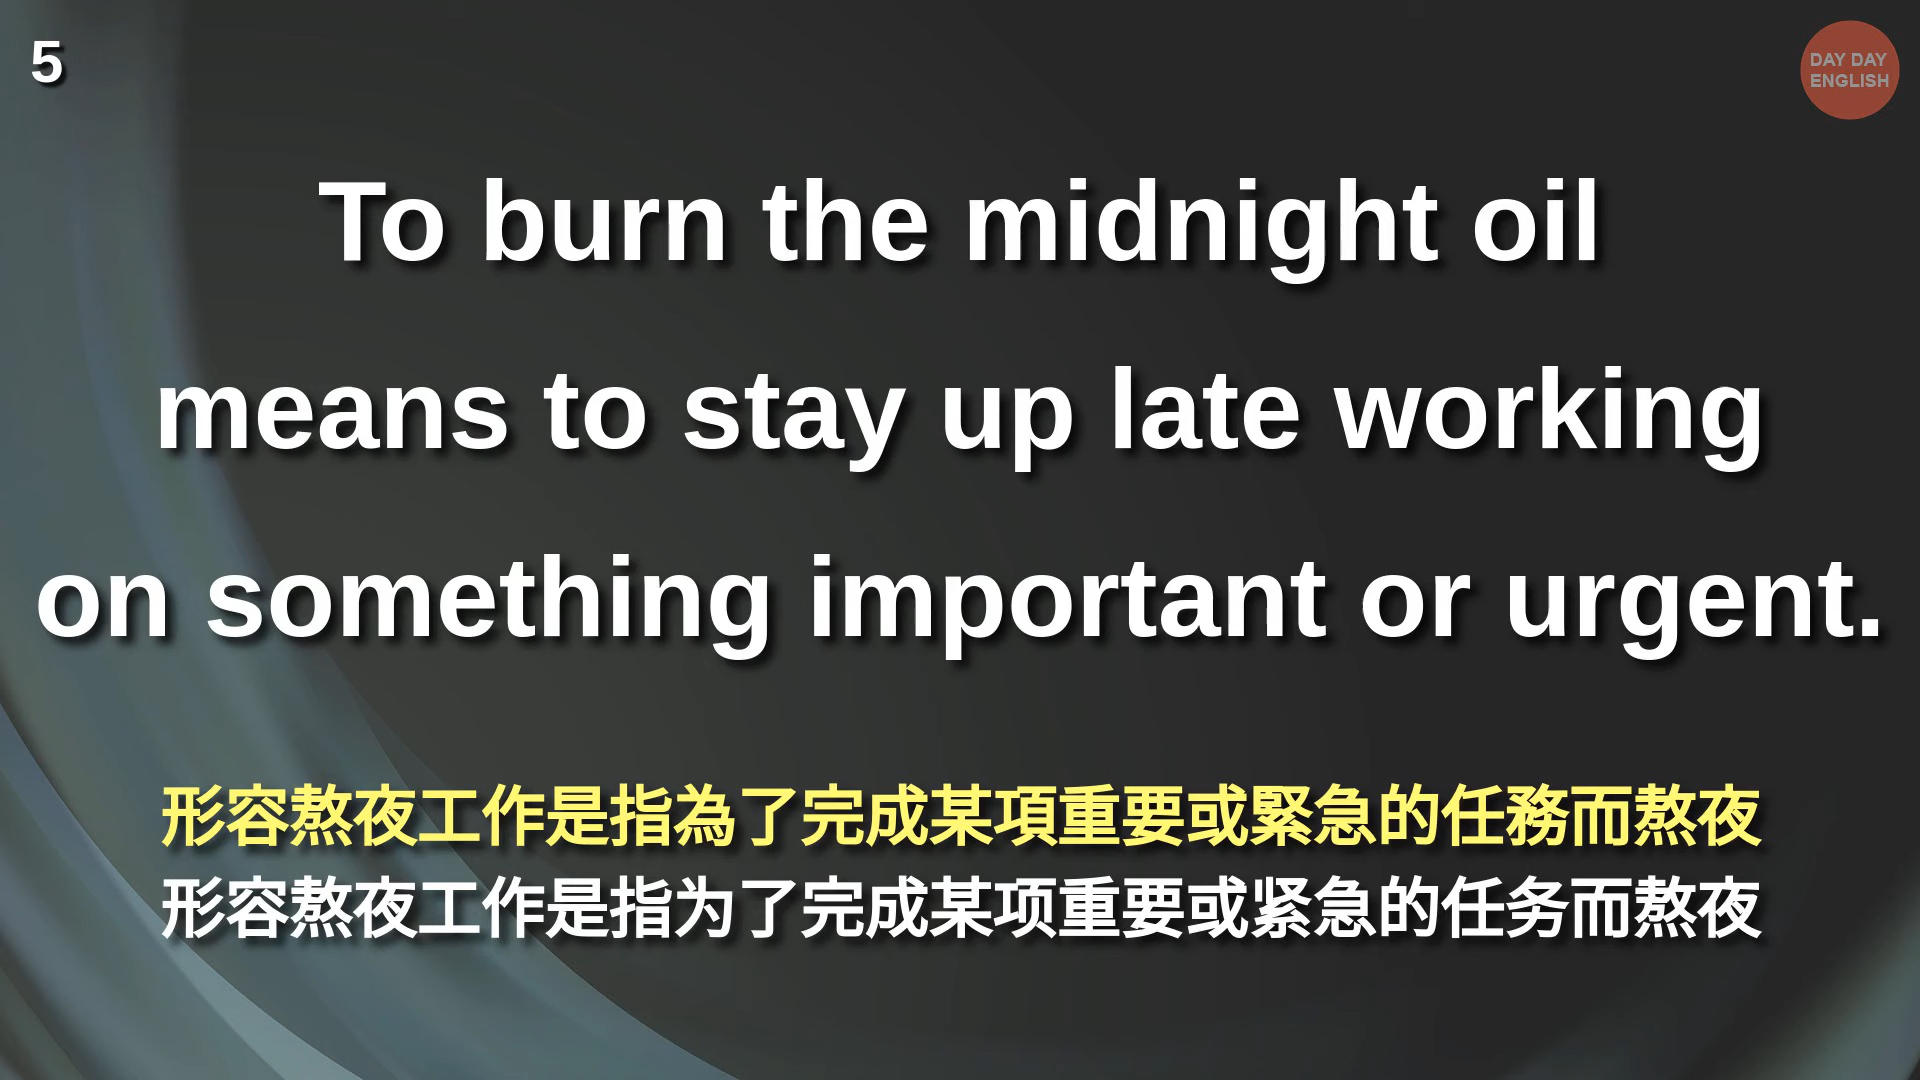 5
DAY DAY
ENGLISH
To burn the midnight oil
means to stay up late working
on something important or urgent.
形容熬夜工作是指為了完成某項重要或緊急的任務而熬夜
形容熬夜工作是指为了完成某项重要或紧急的任务而熬夜